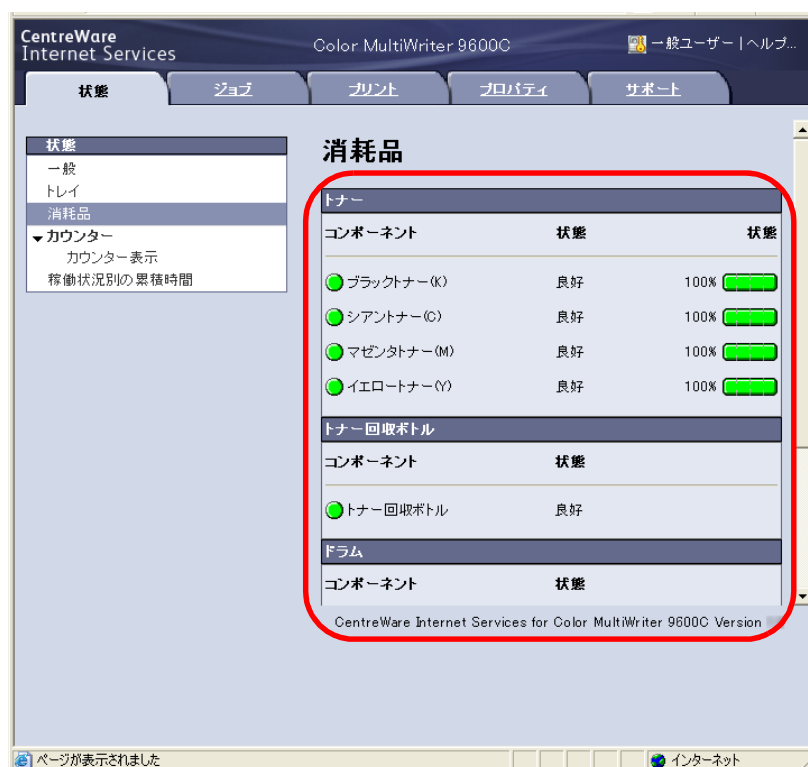 CentreWare
Internet Services
Color MultiWriter 9600C
一般ユーザー | ヘルプ...
状態
ジョブ
プリント
プロパティ
サポート
状態
一般
トレイ
消耗品
カウンター
カウンター表示
稼働状況別の累積時間
消耗品
トナー
コンポーネント 状態 状態
ブラックトナー(K) 良好 100%
シアントナー(C) 良好 100%
マゼンタトナー(M) 良好 100%
イエロートナー(Y) 良好 100%
トナー回収ボトル
コンポーネント 状態
トナー回収ボトル 良好
ドラム
コンポーネント 状態
CentreWare Internet Services for Color MultiWriter 9600C Version
ページが表示されました
インターネット